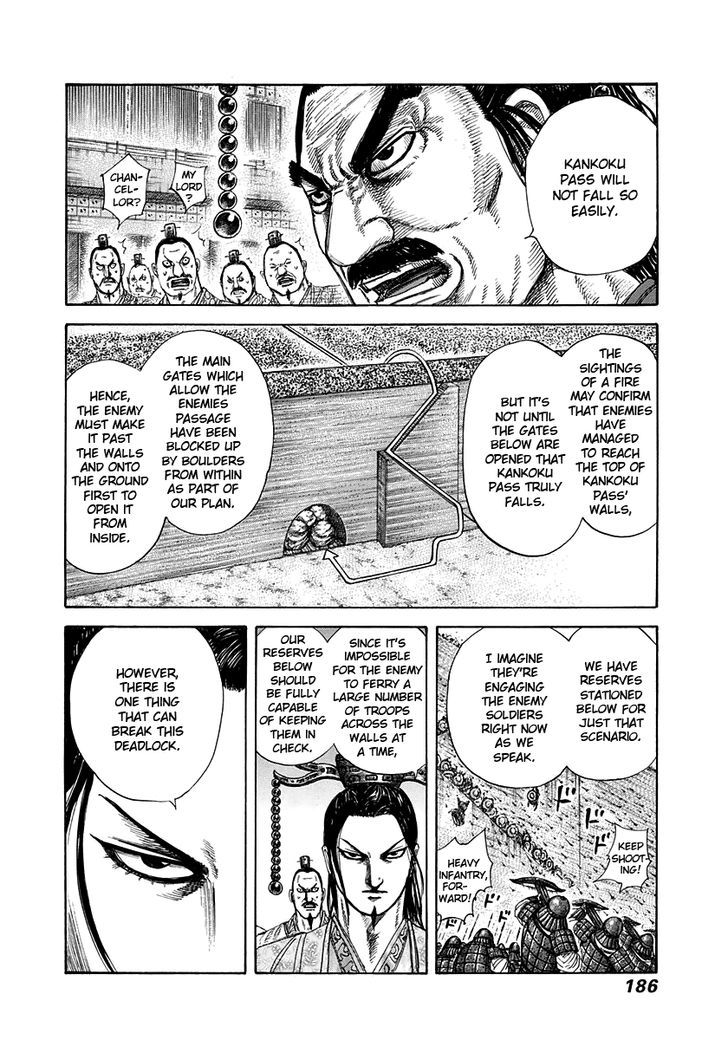 KANKOKU
PASS WILL
NOT FALL SO
EASILY.
MY
LORD
?
CHAN-
CEL-
LOR?
THE
SIGHTINGS
OF A FIRE
MAY CONFIRM
THAT ENEMIES
HAVE
MANAGED
TO REACH
THE TOP OF
KANKOKU
PASS'
WALLS,
BUT IT'S
NOT UNTIL
THE GATES
BELOW ARE
OPENED THAT
KANKOKU
PASS TRULY
FALLS.
THE MAIN
GATES WHICH
ALLOW THE
ENEMIES
PASSAGE
HAVE BEEN
BLOCKED UP
BY BOULDERS
FROM WITHIN
AS PART OF
OUR PLAN.
HENCE,
THE ENEMY
MUST MAKE
IT PAST
THE WALLS
AND ONTO
THE GROUND
FIRST TO
OPEN IT
FROM
INSIDE.
WE HAVE
RESERVES
STATIONED
BELOW FOR
JUST THAT
SCENARIO.
I IMAGINE
THEY'RE
ENGAGING
THE ENEMY
SOLDIERS
RIGHT NOW
AS WE
SPEAK.
ドド
ドド
KEEP
SHOOT-
ING!
HEAVY
INFANTRY,
FOR-
WARD!
SINCE IT'S
IMPOSSIBLE
FOR THE ENEMY
TO FERRY A
LARGE NUMBER
OF TROOPS
ACROSS THE
WALLS AT
A TIME,
OUR
RESERVES
BELOW
SHOULD
BE FULLY
CAPABLE
OF KEEPING
THEM IN
CHECK.
HOWEVER,
THERE IS
ONE THING
THAT CAN
BREAK THIS
DEADLOCK.
186